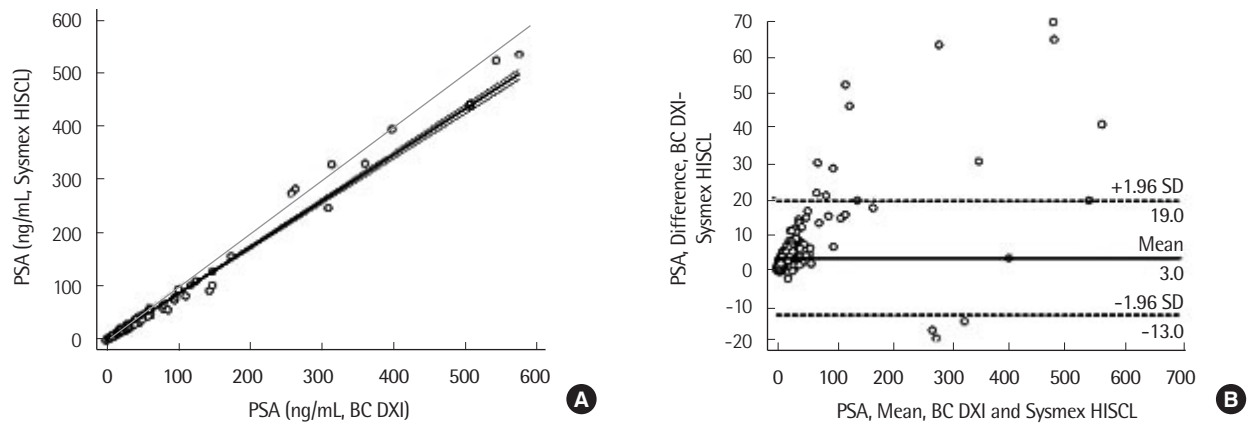 PSA (ng/mL, Sysmex HISCL)
600
500
400
300
200
100
0
0 100 200 300 400 500 600
PSA (ng/mL, BC DXI)
A
PSA, Difference, BC DXI-
Sysmex HISCL
70
60
50
40
30
20
10
0
-10
-20
+1.96 SD
19.0
Mean
3.0
-1.96 SD
-13.0
0 100 200 300 400 500 600 700
PSA, Mean, BC DXI and Sysmex HISCL
B